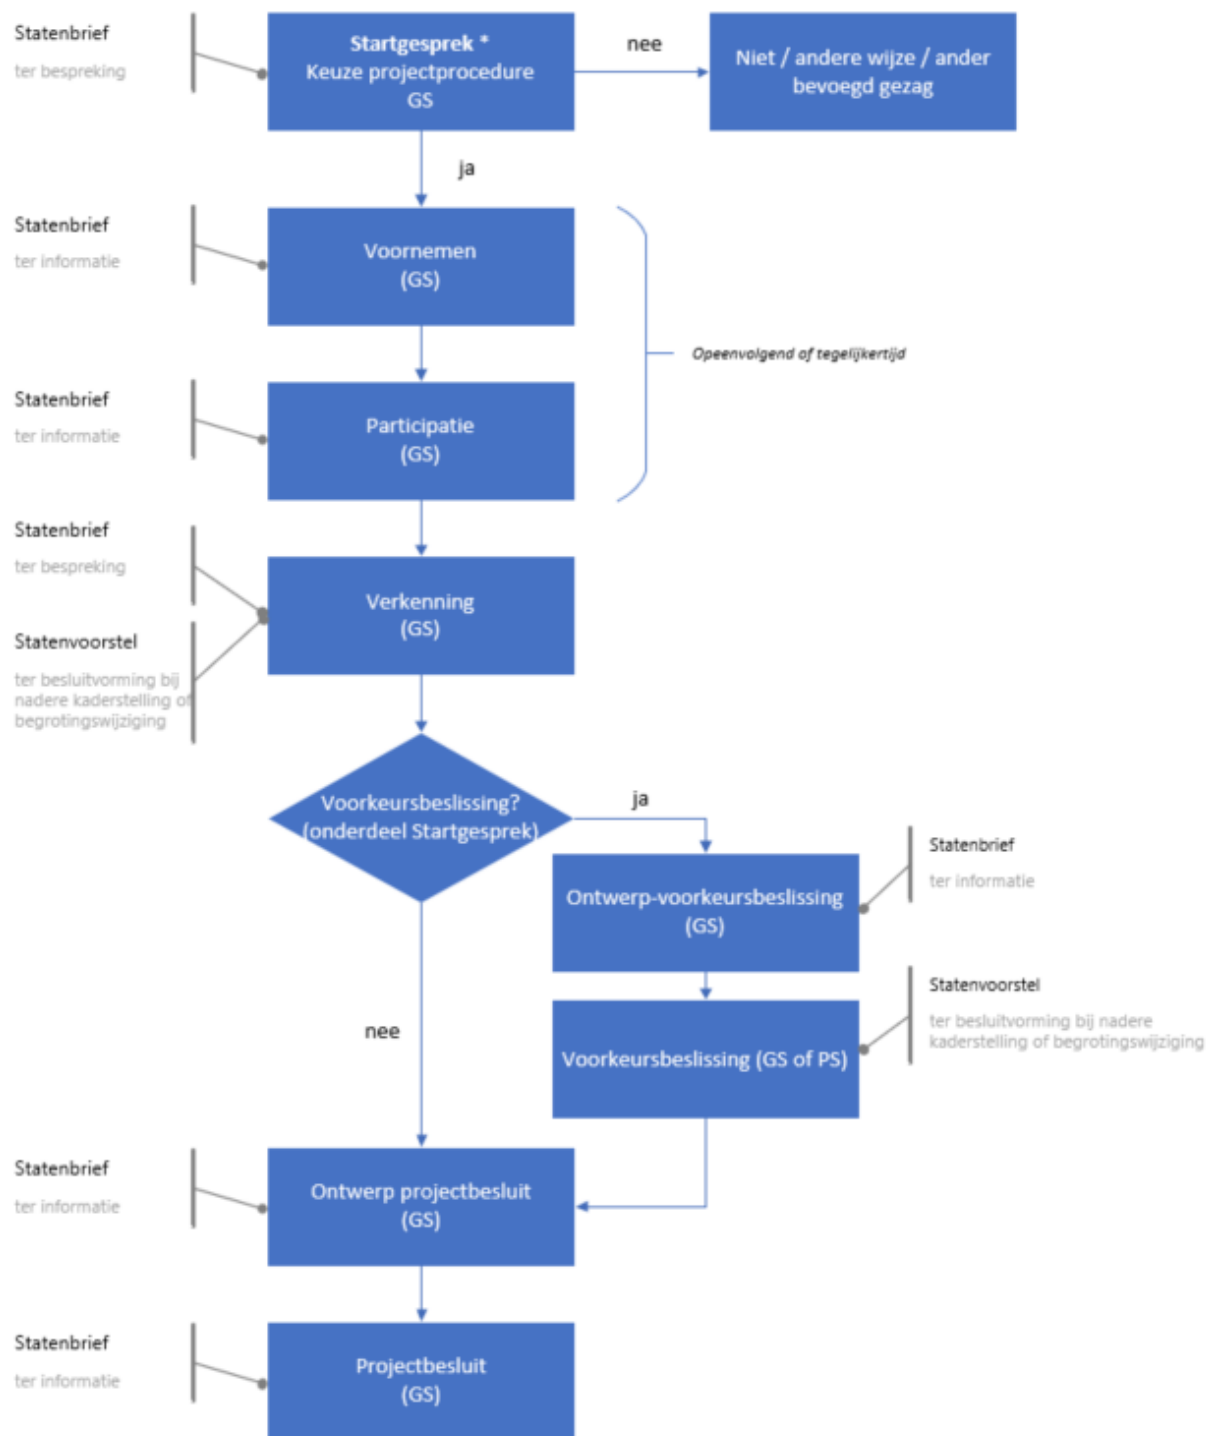 Statenbrief
ter bespreking
Startgesprek *
Keuze projectprocedure
GS
nee
Niet / andere wijze / ander
bevoegd gezag
ja
Statenbrief
ter informatie
Voornemen
(GS)
Opeenvolgend of tegelijkertijd
Statenbrief
ter informatie
Participatie
(GS)
Statenbrief
ter bespreking
Statenvoorstel
ter besluitvorming bij
nadere kaderstelling of
begrotingswijziging
Verkenning
(GS)
Voorkeursbeslissing?
(onderdeel Startgesprek)
ja
Ontwerp-voorkeursbeslissing
(GS)
Statenbrief
ter informatie
nee
Voorkeursbeslissing (GS of PS)
Statenvoorstel
ter besluitvorming bij nadere
kaderstelling of begrotingswijziging
Statenbrief
ter informatie
Ontwerp projectbesluit
(GS)
Statenbrief
ter informatie
Projectbesluit
(GS)